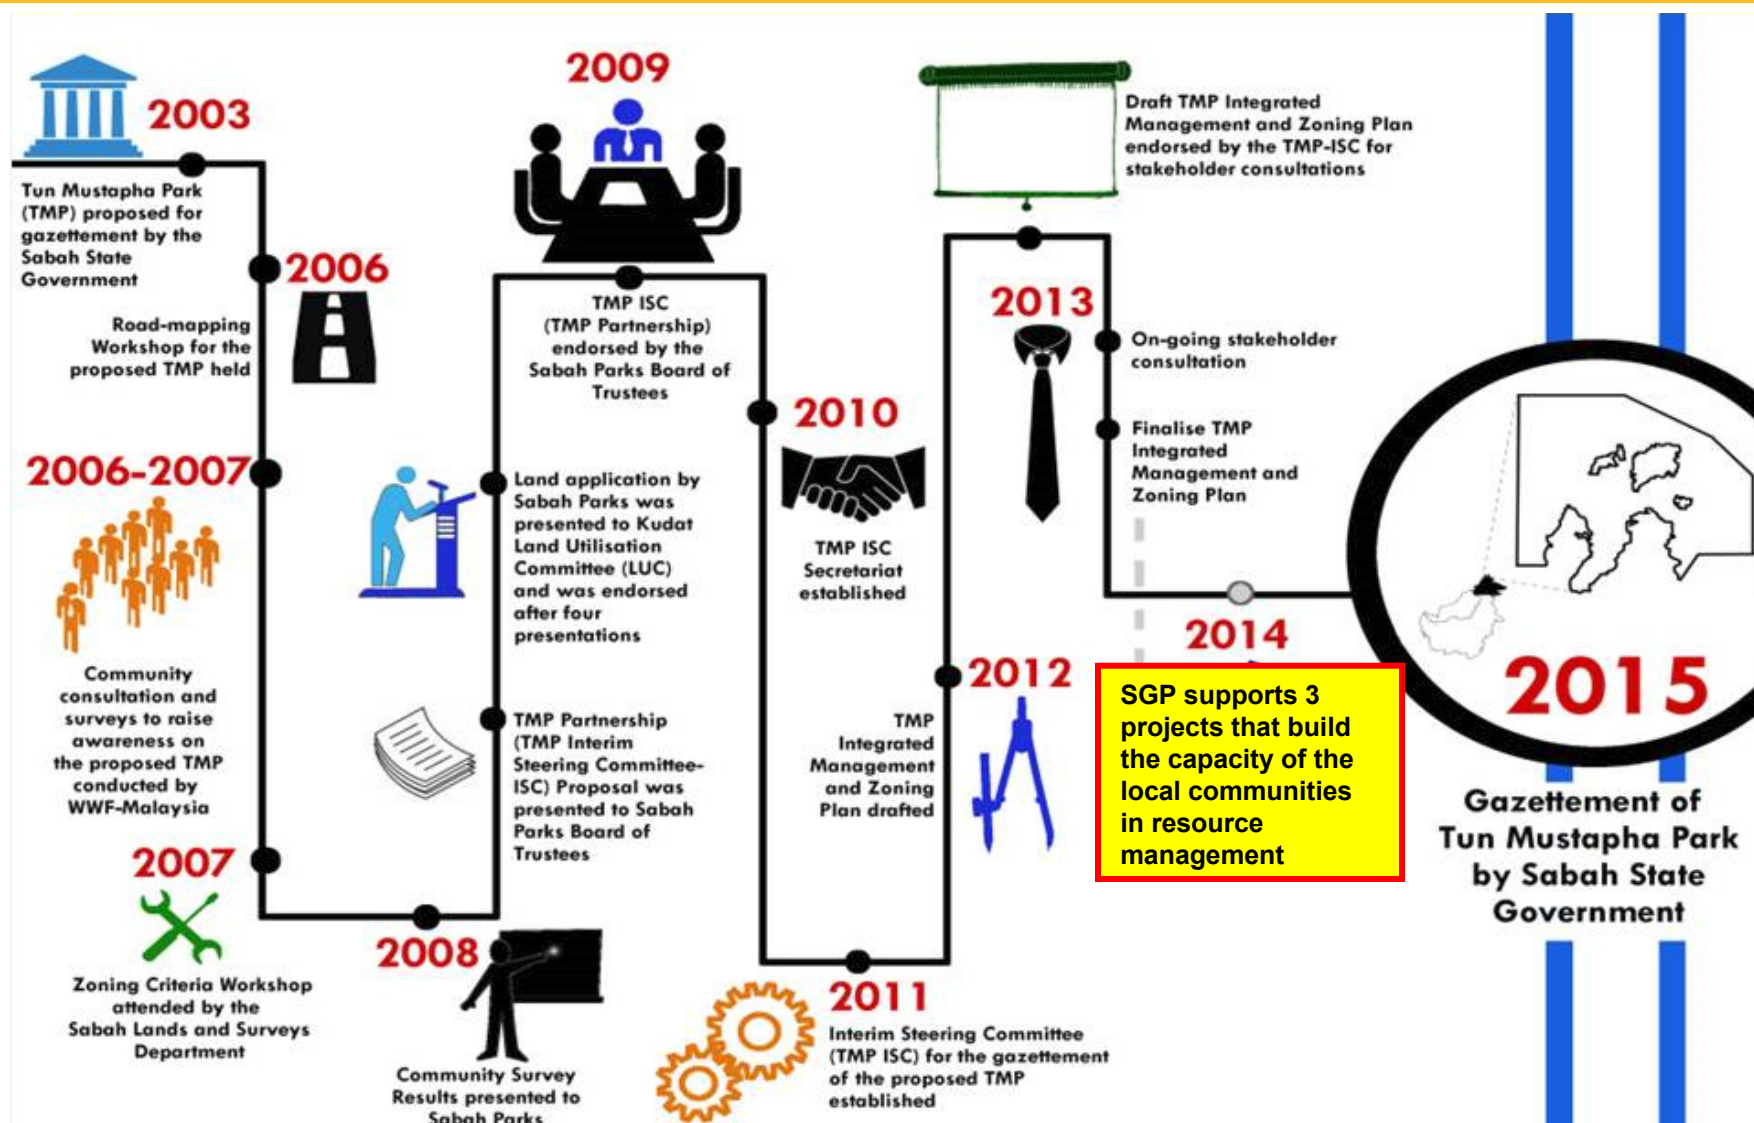 2003
Tun Mustapha Park
(TMP) proposed for
gazettement by the
Sabah State
Government
2006
Road-mapping
Workshop for the
proposed TMP held
2006-2007
Community
consultation and
surveys to raise
awareness on
the proposed TMP
conducted by
WWF-Malaysia
2007
Zoning Criteria Workshop
attended by the
Sabah Lands and Surveys
Department
2008
Community Survey
Results presented to
Sabah Parks
TMP Partnership
(TMP Interim
Steering Committee-
ISC) Proposal was
presented to Sabah
Parks Board of
Trustees
Land application by
Sabah Parks was
presented to Kudat
Land Utilisation
Committee (LUC)
and was endorsed
after four
presentations
2009
TMP ISC
(TMP Partnership)
endorsed by the
Sabah Parks Board of
Trustees
2010
TMP ISC
Secretariat
established
2011
Interim Steering Committee
(TMP ISC) for the gazettement
of the proposed TMP
established
2012
TMP
Integrated
Management
and Zoning
Plan drafted
Draft TMP Integrated
Management and Zoning Plan
endorsed by the TMP-ISC for
stakeholder consultations
2013
On-going stakeholder
consultation
Finalise TMP
Integrated
Management and
Zoning Plan
2014
SGP supports 3
projects that build
the capacity of the
local communities
in resource
management
2015
Gazettement of
Tun Mustapha Park
by Sabah State
Government